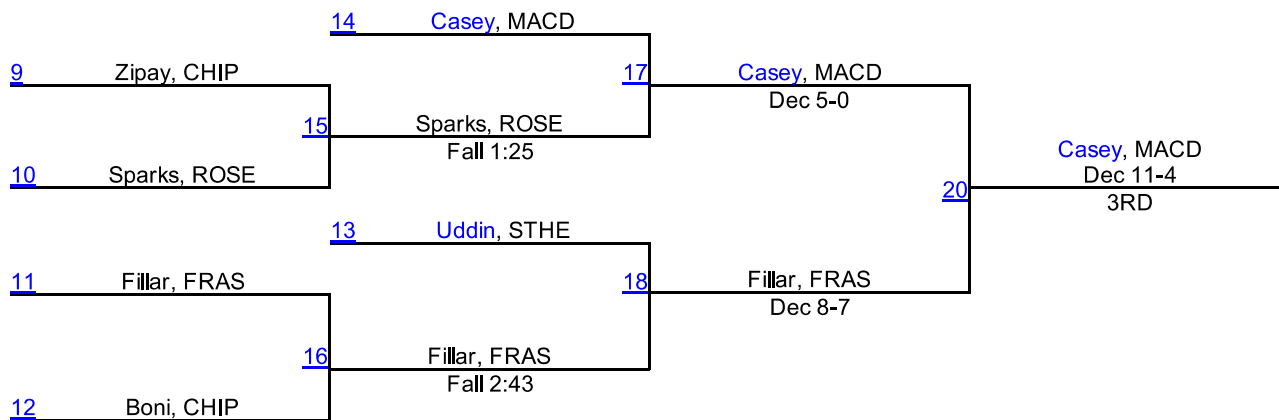 14 Casey, MACD
9 Zipay, CHIP
17 Casey, MACD
Dec 5-0
15 Sparks, ROSE
Fall 1:25
10 Sparks, ROSE
Casey, MACD
20 Dec 11-4
3RD
13 Uddin, STHE
11 Fillar, FRAS
18 Fillar, FRAS
Dec 8-7
16 Fillar, FRAS
Fall 2:43
12 Boni, CHIP